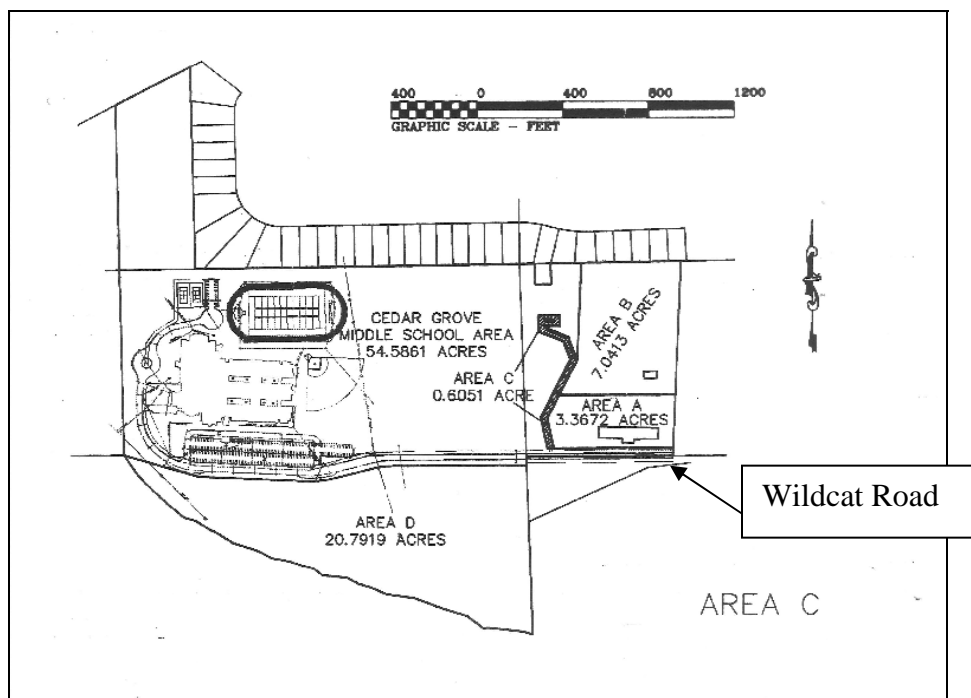 400 0 400 800 1200
GRAPHIC SCALE - FEET
CEDAR GROVE
MIDDLE SCHOOL AREA
54.5861 ACRES
AREA B
7.0413 ACRES
AREA C
0.6051 ACRE
AREA A
3.3672 ACRES
Wildcat Road
AREA D
20.7919 ACRES
AREA C